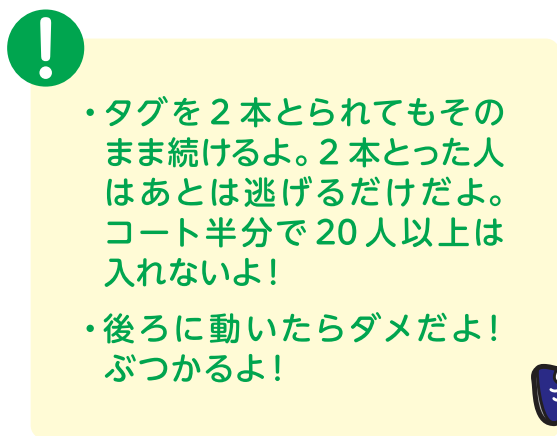 !
・タグを2本とられてもその
まま続けるよ。2本とった人
はあとは逃げるだけだよ。
コート半分で20人以上は
入れないよ!
・後ろに動いたらダメだよ!
ぶつかるよ!